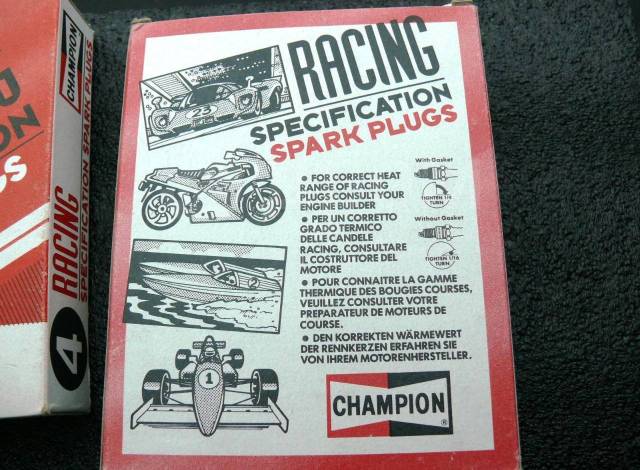 CHAMPION
RACING
SPECIFICATION SPARK PLUGS
4
RACING
SPECIFICATION
SPARK PLUGS
23
2
1
• FOR CORRECT HEAT
RANGE OF RACING
PLUGS CONSULT YOUR
ENGINE BUILDER
• PER UN CORRETTO
GRADO TERMICO
DELLE CANDELE
RACING, CONSULTARE
IL COSTRUTTORE DEL
MOTORE
• POUR CONNAITRE LA GAMME
THERMIQUE DES BOUGIES COURSES,
VEUILLEZ CONSULTER VOTRE
PREPARATEUR DE MOTEURS DE
COURSE.
• DEN KORREKTEN WÄRMEWERT
DER RENNKERZEN ERFAHREN SIE
VON IHREM MOTORENHERSTELLER.
With Gasket
TIGHTEN 1/4
TURN
Without Gasket
TIGHTEN 1/16
TURN
CHAMPION
®